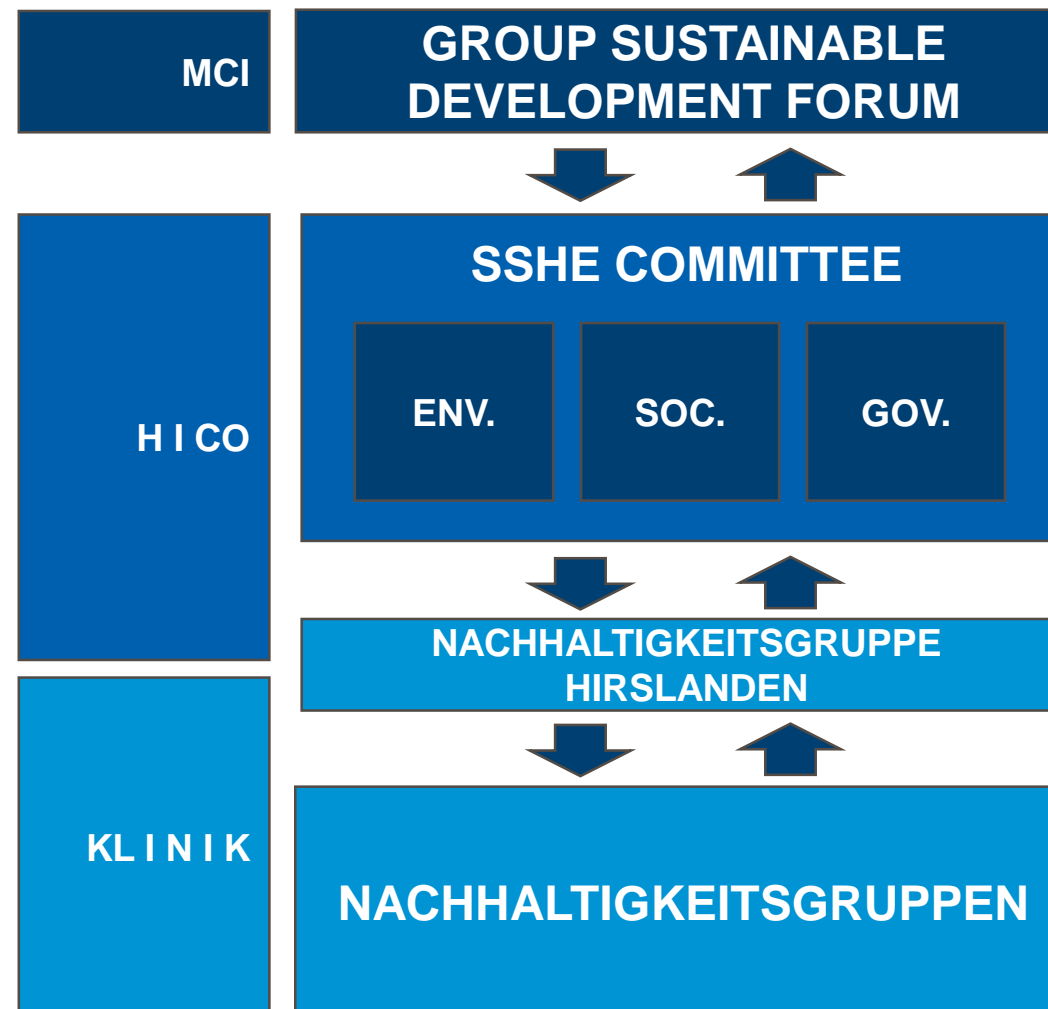 MCI
GROUP SUSTAINABLE
DEVELOPMENT FORUM
H I CO
SSHE COMMITTEE
ENV.
SOC.
GOV.
NACHHALTIGKEITSGRUPPE
HIRSLANDEN
KL I N I K
NACHHALTIGKEITSGRUPPEN